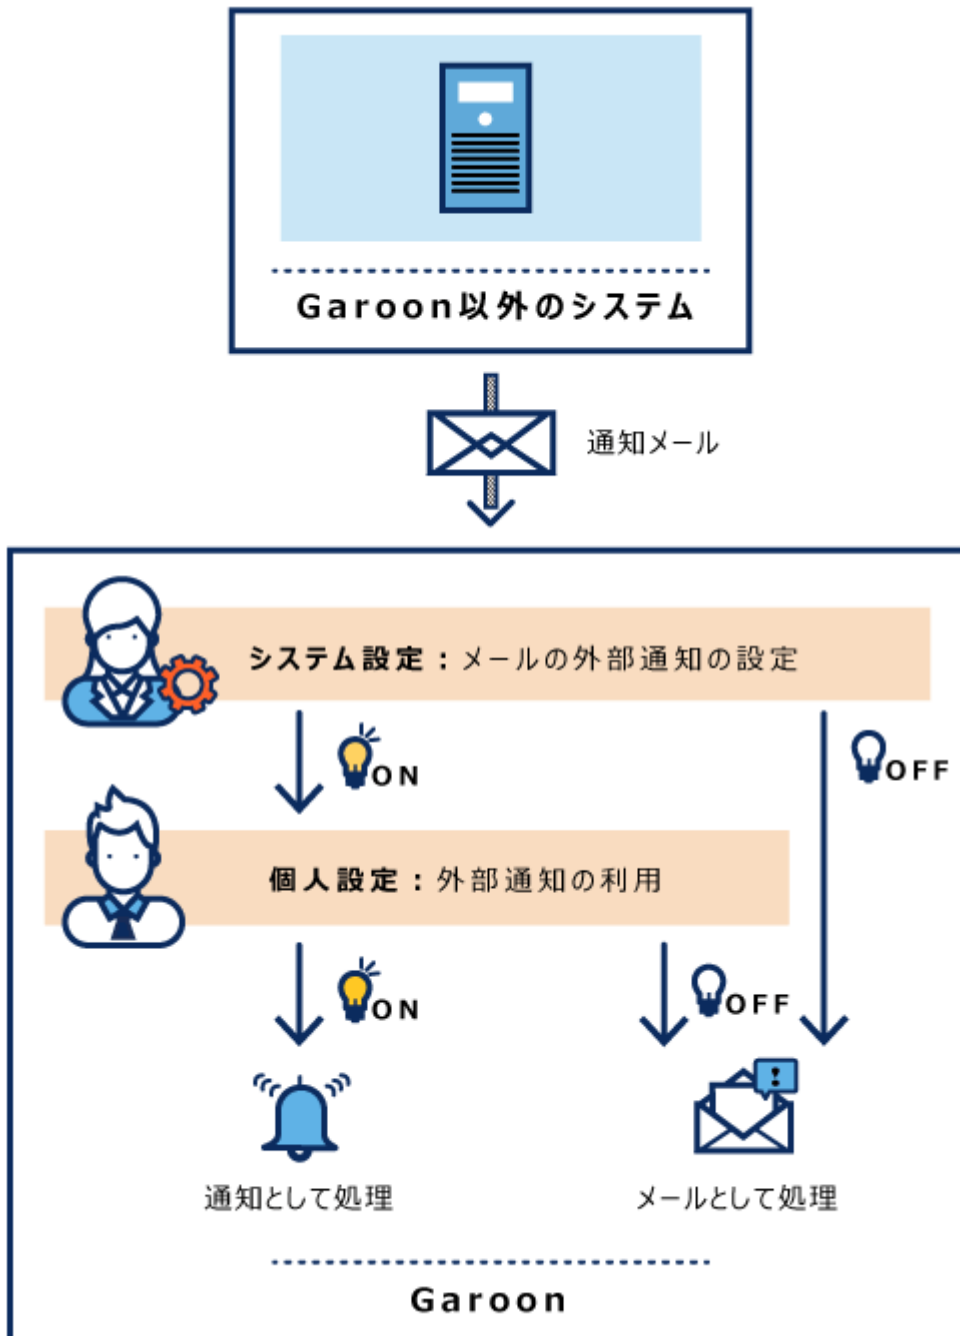 Garoon以外のシステム
通知メール
システム設定：メールの外部通知の設定
ON
OFF
個人設定：外部通知の利用
ON
OFF
!
通知として処理
メールとして処理
Garoon